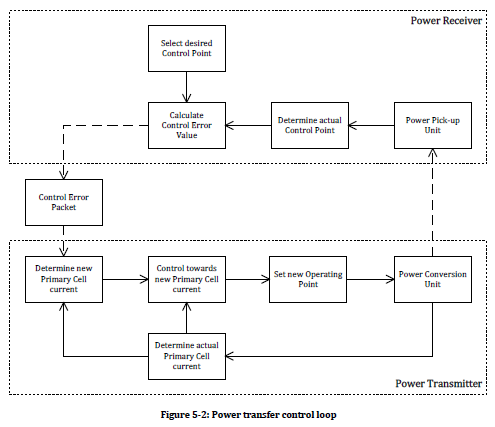 Power Receiver
Select desired
Control Point
Calculate
Control Error
Value
Determine actual
Control Point
Power Pick-up
Unit
Control Error
Packet
Determine new
Primary Cell
current
Control towards
new Primary Cell
current
Set new Operating
Point
Power Conversion
Unit
Determine actual
Primary Cell
current
Power Transmitter
Figure 5-2: Power transfer control loop